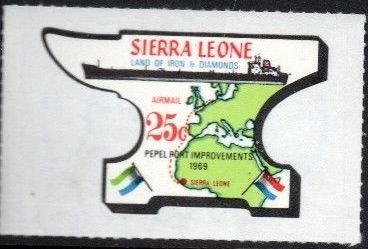 SIERRA LEONE
LAND OF IRON & DIAMONDS
AIRMAIL
25c
PEPEL PORT IMPROVEMENTS
1969
SIERRA LEONE